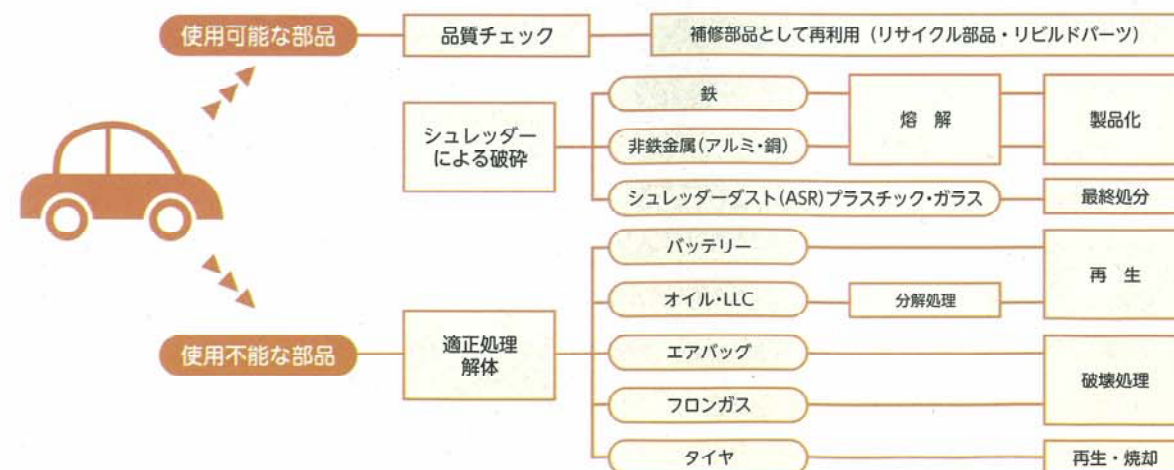 使用可能な部品
品質チェック
補修部品として再利用（リサイクル部品・リビルドパーツ）
シュレッダー
による破砕
鉄
非鉄金属（アルミ・銅）
熔　解
製品化
シュレッダーダスト（ASR）プラスチック・ガラス
最終処分
使用不能な部品
適正処理
解体
バッテリー
オイル・LLC
分解処理
再　生
エアバッグ
フロンガス
破壊処理
タイヤ
再生・焼却